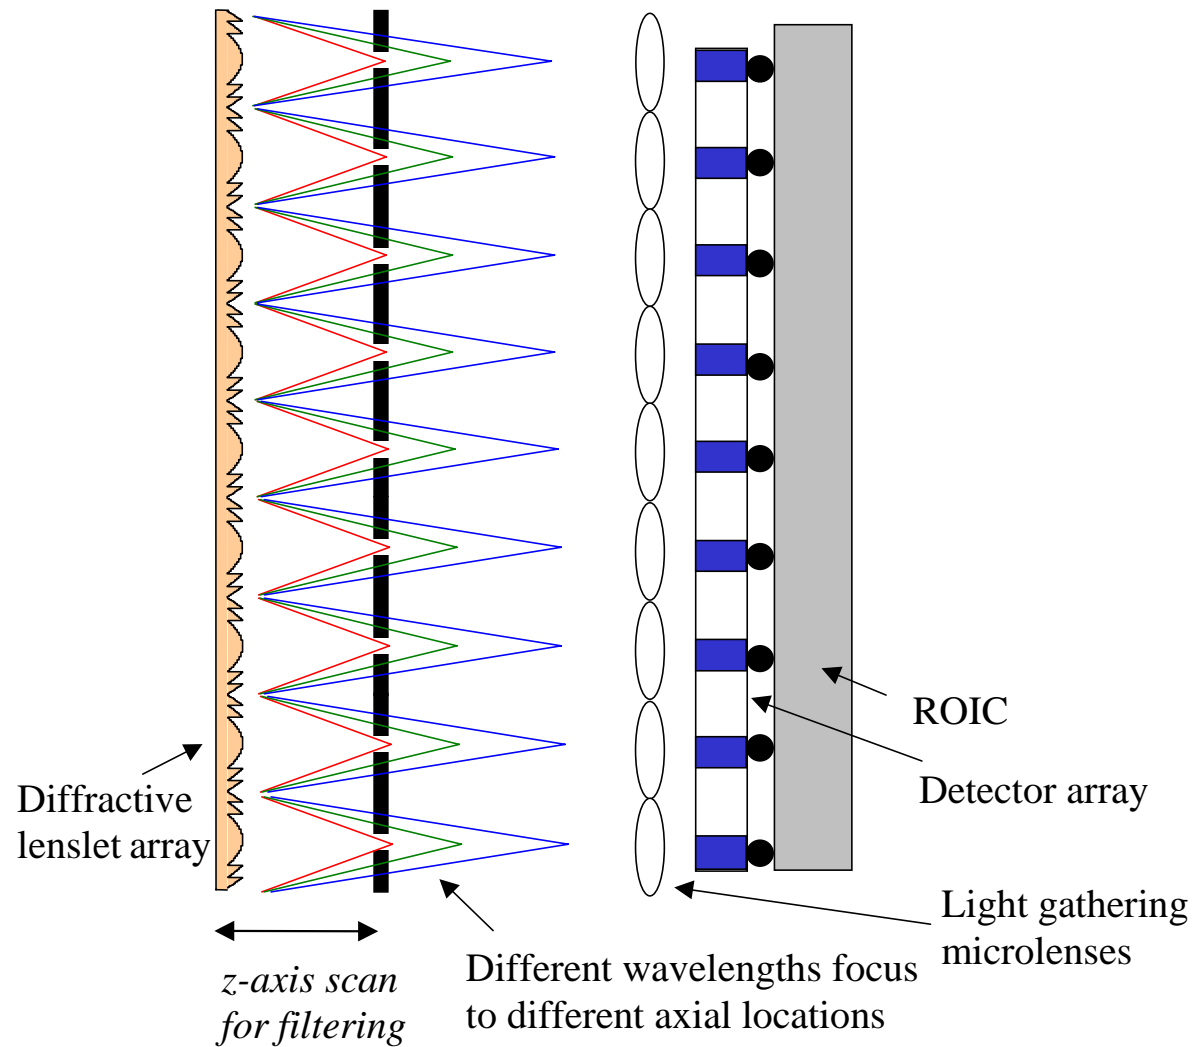 ROIC
Detector array
Diffractive
lenslet array
Light gathering
microlenses
z-axis scan
for filtering
Different wavelengths focus
to different axial locations